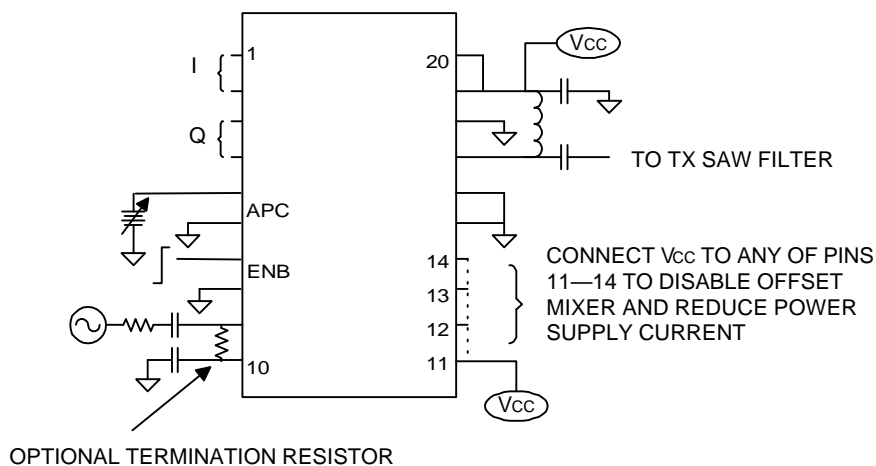 VCC
1
20
I
Q
TO TX SAW FILTER
APC
ENB
14
13
12
11
10
CONNECT VCC TO ANY OF PINS
11—14 TO DISABLE OFFSET
MIXER AND REDUCE POWER
SUPPLY CURRENT
VCC
OPTIONAL TERMINATION RESISTOR